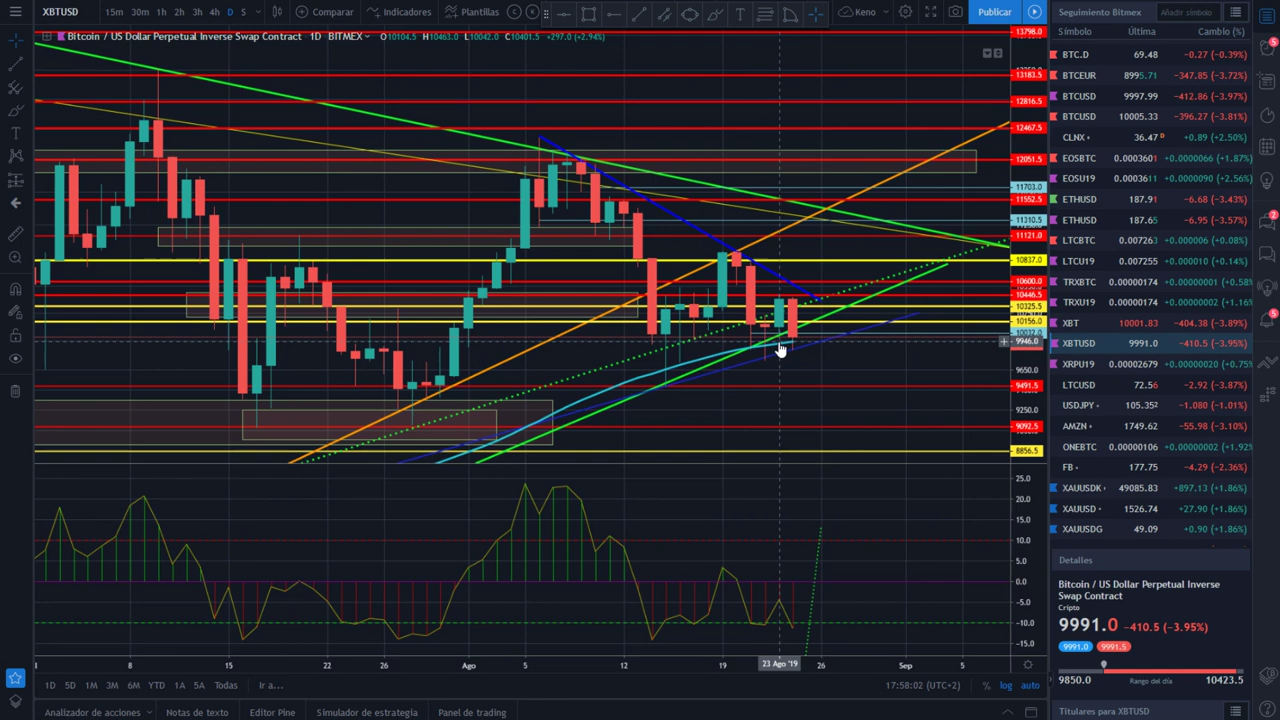 XBTUSD 15m 30m 1h 2h 3h 4h D S Comparar Indicadores Plantillas Keno Publicar
Bitcoin / US Dollar Perpetual Inverse Swap Contract · 1D · BITMEX O10104.5 H10463.0 L10042.0 C10401.5 +297.0 (+2.94%)
13798.0
13183.5
12816.5
12467.5
12051.5
11703.0
11552.5
11310.5
11121.0
10837.0
10600.0
10446.5
10325.5
10156.0
9946.0
9650.0
9491.5
9250.0
9092.5
8856.5
25.0
20.0
15.0
10.0
5.0
0.0
-5.0
-10.0
-15.0
8 15 22 26 Ago 5 12 19 23 Ago '19 26 Sep 5
1D 5D 1M 3M 6M YTD 1A 5A Todas Ir a... 17:58:02 (UTC+2) % log auto
Analizador de acciones Notas de texto Editor Pine Simulador de estrategia Panel de trading
Seguimiento Bitmex Añadir símbolo
Símbolo Última Cambio (%)
BTC.D 69.48 -0.27 (-0.39%)
BTCEUR 8995.71 -347.85 (-3.72%)
BTCUSD 9997.99 -412.86 (-3.97%)
BTCUSD 10005.33 -396.27 (-3.81%)
CLNX 36.47 D +0.89 (+2.50%)
EOSBTC 0.0003601 +0.0000066 (+1.87%)
EOSU19 0.0003611 +0.0000090 (+2.56%)
ETHUSD 187.91 -6.68 (-3.43%)
ETHUSD 187.65 -6.95 (-3.57%)
LTCBTC 0.007263 +0.000006 (+0.08%)
LTCU19 0.007255 +0.000010 (+0.14%)
TRXBTC 0.00000174 +0.00000001 (+0.58%)
TRXU19 0.00000174 +0.00000002 (+1.16%)
XBT 10001.83 -404.38 (-3.89%)
XBTUSD 9991.0 -410.5 (-3.95%)
XRPU19 0.00002679 +0.00000020 (+0.75%)
LTCUSD 72.56 -2.92 (-3.87%)
USDJPY 105.352 -1.080 (-1.01%)
AMZN 1749.62 -55.98 (-3.10%)
ONEBTC 0.00000106 +0.00000002 (+1.92%)
FB 177.75 -4.29 (-2.36%)
XAUUSDK 49085.83 +897.13 (+1.86%)
XAUUSD 1526.74 +27.90 (+1.86%)
XAUUSDG 49.09 +0.90 (+1.86%)
Detalles
Bitcoin / US Dollar Perpetual Inverse
Swap Contract
Cripto
9991.0 -410.5 (-3.95%)
9991.0 9991.5
9850.0 Rango del día 10423.5
Titulares para XBTUSD